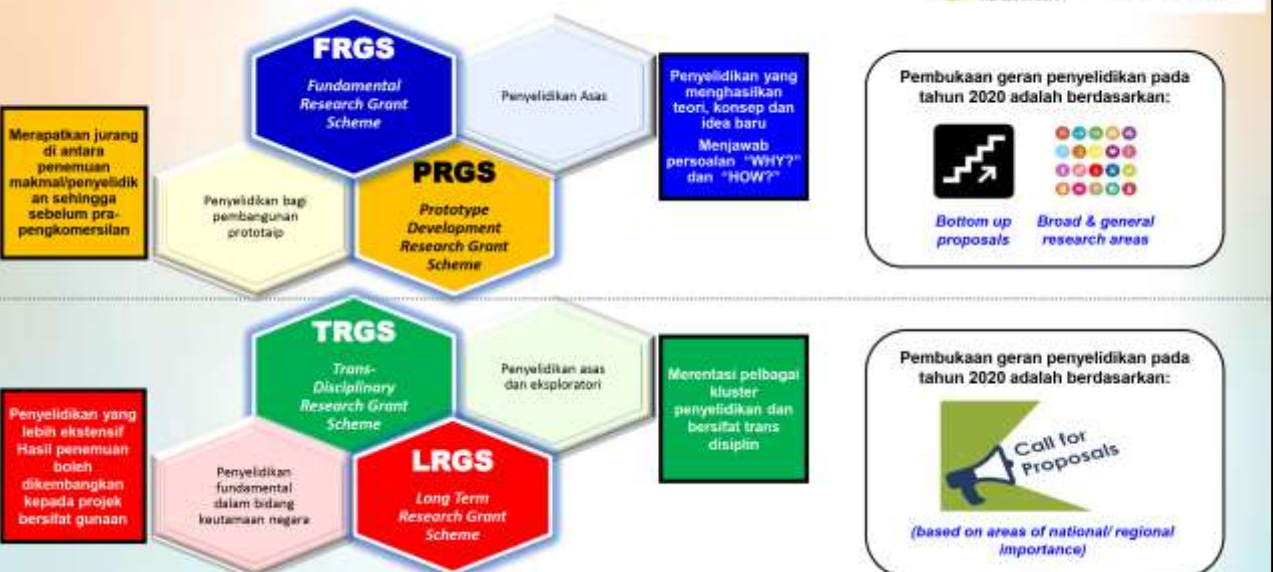 FRGS
Fundamental
Research Grant
Scheme
Penyelidikan Asas
Penyelidikan yang
menghasilkan
teori, konsep dan
idea baru
Menjawab
persoalan "WHY?"
dan "HOW?"
Merapatkan jurang
di antara
penemuan
makmal/penyelidik
an sehingga
sebelum pra-
pengkomersilan
Penyelidikan bagi
pembangunan
prototaip
PRGS
Prototype
Development
Research Grant
Scheme
Pembukaan geran penyelidikan pada
tahun 2020 adalah berdasarkan:
Bottom up
proposals
Broad & general
research areas
TRGS
Trans-
Disciplinary
Research Grant
Scheme
Penyelidikan asas
dan eksploratori
Merentasi pelbagai
kluster
penyelidikan dan
bersifat trans
disiplin
Penyelidikan yang
lebih ekstensif
Hasil penemuan
boleh
dikembangkan
kepada projek
bersifat gunaan
Penyelidikan
fundamental
dalam bidang
keutamaan negara
LRGS
Long Term
Research Grant
Scheme
Pembukaan geran penyelidikan pada
tahun 2020 adalah berdasarkan:
Call for
Proposals
(based on areas of national/ regional
importance)